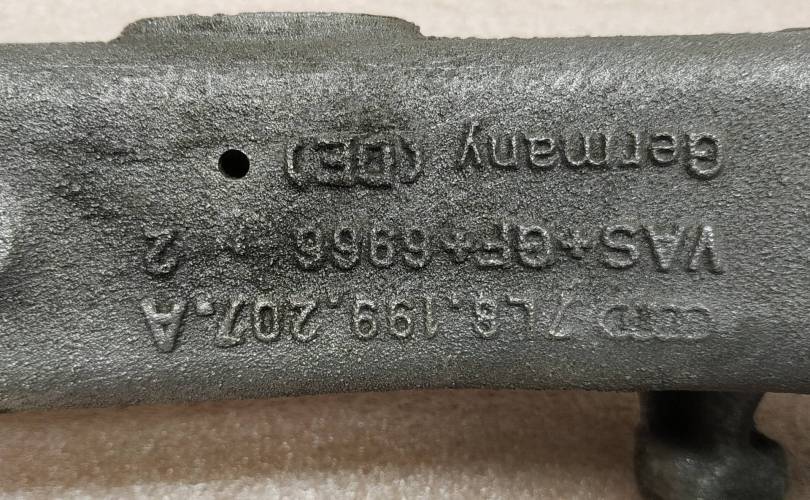 7L8.199.207.A
VAS+GF+6966 * 2
Germany (DE)